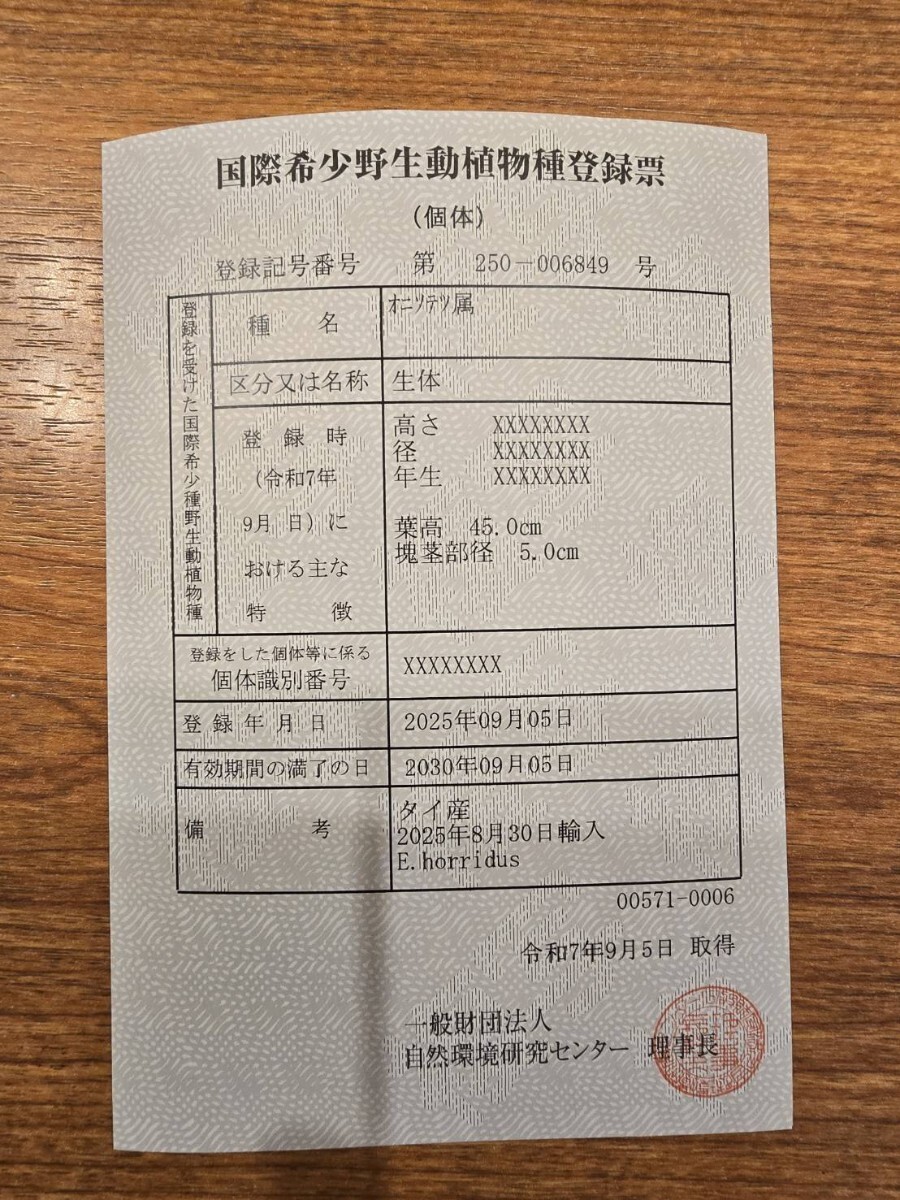 国際希少野生動植物種登録票
(個体)
登録記号番号 第 250-006849 号
登録を受けた国際希少種野生動植物種
種 名 ｵﾆｿﾃﾂ属
区分又は名称 生体
登録時
(令和7年
9月 日)に
おける主な
特徴
高さ XXXXXXXX
径 XXXXXXXX
年生 XXXXXXXX
葉高 45.0cm
塊茎部径 5.0cm
登録をした個体等に係る
個体識別番号 XXXXXXXX
登録年月日 2025年09月05日
有効期間の満了の日 2030年09月05日
備考
タイ産
2025年8月30日輸入
E.horridus
00571-0006
令和7年9月5日 取得
一般財団法人
自然環境研究センター 理事長